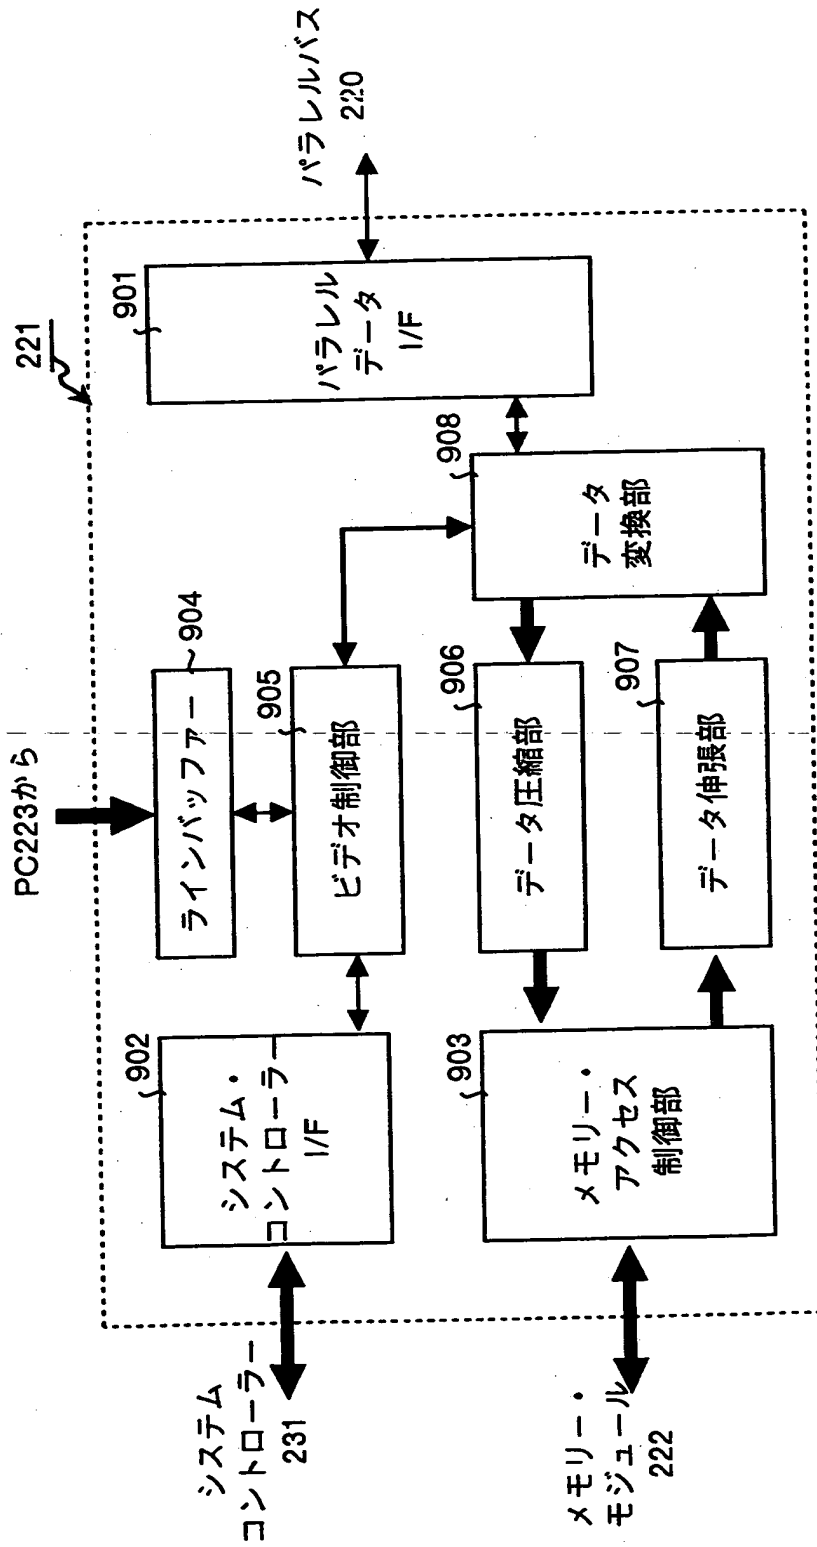 PC223から
221
システム
コントローラー
231
902
システム・
コントローラー
I/F
ラインバッファー
904
905
ビデオ制御部
901
パラレル
データ
I/F
パラレルバス
220
メモリー・
モジュール
222
903
メモリー・
アクセス
制御部
906
データ圧縮部
907
データ伸張部
908
データ
変換部